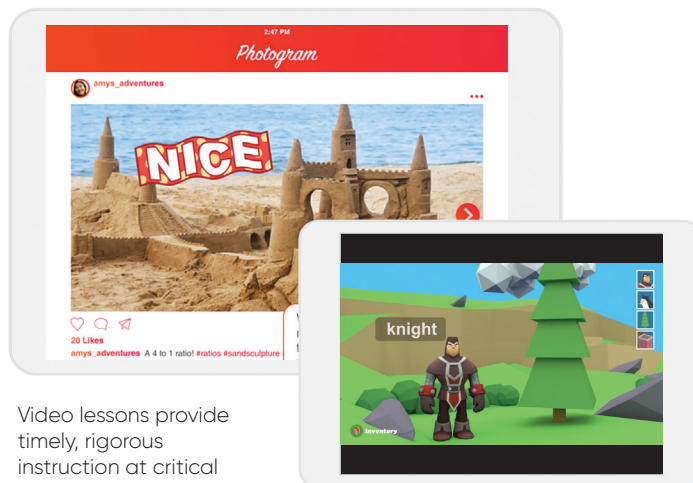 2:47 PM
Photogram
amys_adventures
NICE
20 Likes
amys_adventures A 4 to 1 ratio! #ratios #sandsculpture
knight
Inventory
Video lessons provide
timely, rigorous
instruction at critical